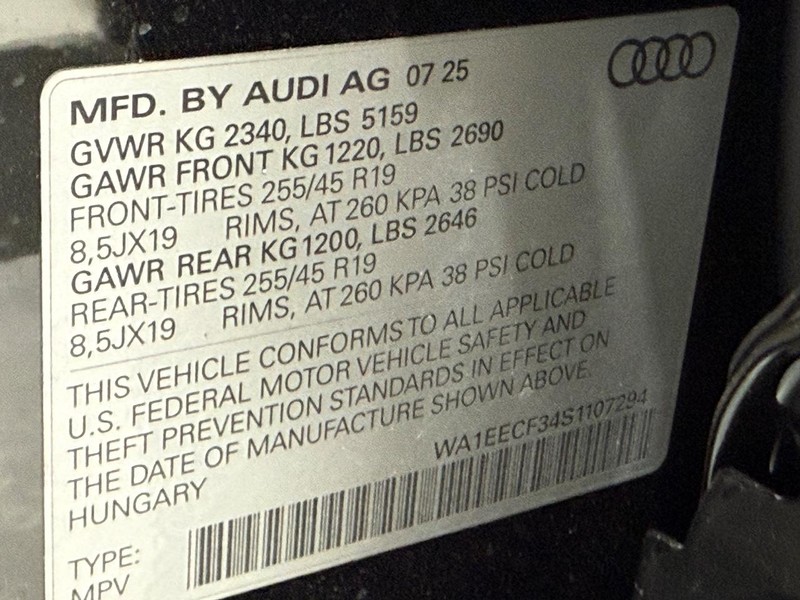 MFD. BY AUDI AG 07 25
GVWR KG 2340, LBS 5159
GAWR FRONT KG 1220, LBS 2690
FRONT-TIRES 255/45 R19
8,5JX19 RIMS, AT 260 KPA 38 PSI COLD
GAWR REAR KG 1200, LBS 2646
REAR-TIRES 255/45 R19
8,5JX19 RIMS, AT 260 KPA 38 PSI COLD
THIS VEHICLE CONFORMS TO ALL APPLICABLE
U.S. FEDERAL MOTOR VEHICLE SAFETY AND
THEFT PREVENTION STANDARDS IN EFFECT ON
THE DATE OF MANUFACTURE SHOWN ABOVE.
WA1EECF34S1107294
HUNGARY
TYPE:
MPV